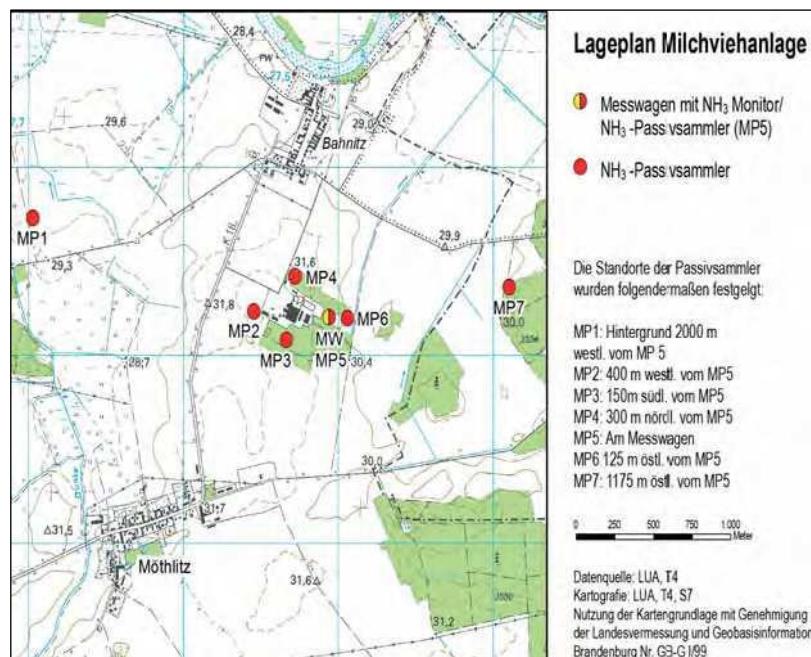 Lageplan Milchviehanlage
Messwagen mit NH₃ Monitor/
NH₃ -Passivsammler (MP5)
NH₃ -Passivsammler
Die Standorte der Passivsammler
wurden folgendermaßen festgelgt:
MP1: Hintergrund 2000 m
westl. vom MP 5
MP2: 400 m westl. vom MP5
MP3: 150m südl. vom MP5
MP4: 300 m nördl. vom MP5
MP5: Am Messwagen
MP6 125 m östl. vom MP5
MP7: 1175 m östl. vom MP5
0 250 500 750 1.000
Meter
Datenquelle: LUA, T4
Kartografie: LUA, T4, S7
Nutzung der Kartengrundlage mit Genehmigung
der Landesvermessung und Geobasisinformation
Brandenburg Nr. GB-G I/99
28,4
27,5
29,6
29,0
Bahnitz
K 16
MP1
29,3
29,9
31,6
MP4
31,8
MP2
MW
MP6
MP7
30,0
MP3
MP5
30,4
28,7
30,0
31,7
31,5
Möthlitz
31,6
31,2